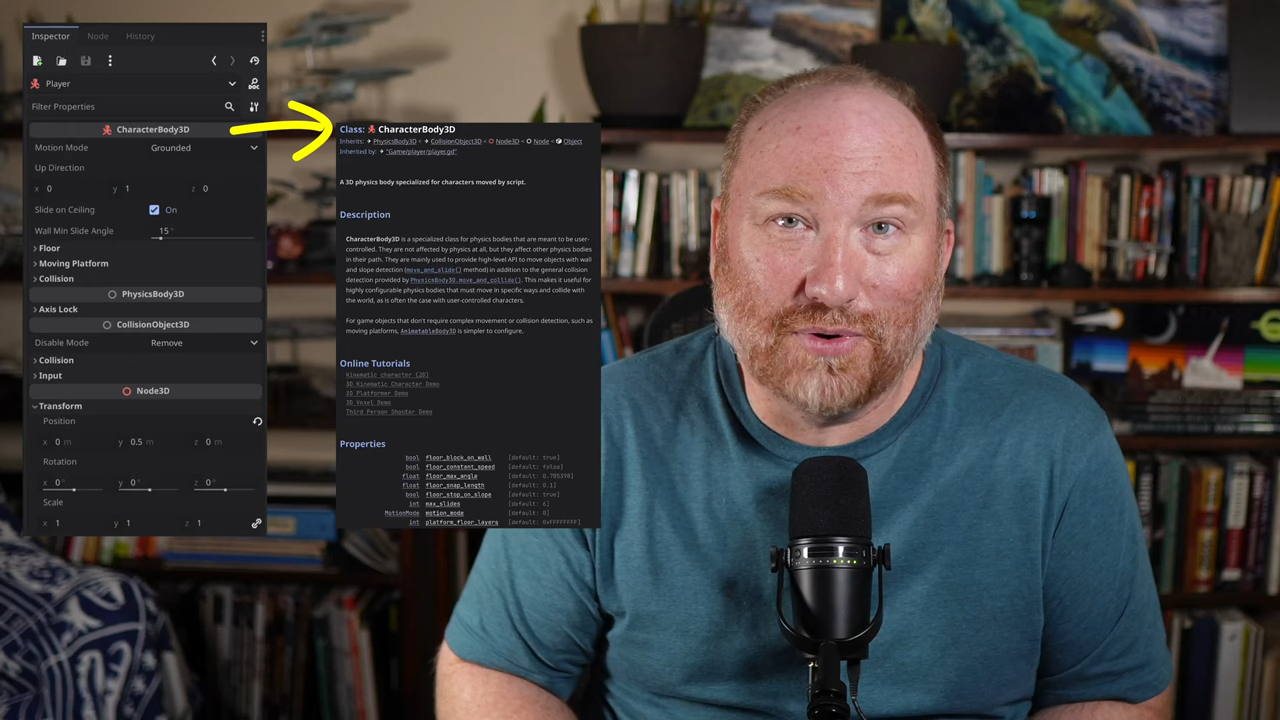 Inspector Node History
Player
Filter Properties
CharacterBody3D
Motion Mode Grounded
Up Direction
x 0 y 1 z 0
Slide on Ceiling On
Wall Min Slide Angle 15 °
Floor
Moving Platform
Collision
PhysicsBody3D
Axis Lock
CollisionObject3D
Disable Mode Remove
Collision
Input
Node3D
Transform
Position
x 0 m y 0.5 m z 0 m
Rotation
x 0 ° y 0 ° z 0 °
Scale
x 1 y 1 z 1
DOC
Class: CharacterBody3D
Inherits: PhysicsBody3D < CollisionObject3D < Node3D < Node < Object
Inherited by: "Game/player/player.gd"
A 3D physics body specialized for characters moved by script.
Description
CharacterBody3D is a specialized class for physics bodies that are meant to be user-
controlled. They are not affected by physics at all, but they affect other physics bodies
in their path. They are mainly used to provide high-level API to move objects with wall
and slope detection (move_and_slide() method) in addition to the general collision
detection provided by PhysicsBody3D.move_and_collide(). This makes it useful for
highly configurable physics bodies that must move in specific ways and collide with
the world, as is often the case with user-controlled characters.
For game objects that don't require complex movement or collision detection, such as
moving platforms, AnimatableBody3D is simpler to configure.
Online Tutorials
Kinematic character (2D)
3D Kinematic Character Demo
3D Platformer Demo
3D Voxel Demo
Third Person Shooter Demo
Properties
bool floor_block_on_wall [default: true]
bool floor_constant_speed [default: false]
float floor_max_angle [default: 0.785398]
float floor_snap_length [default: 0.1]
bool floor_stop_on_slope [default: true]
int max_slides [default: 6]
MotionMode motion_mode [default: 0]
int platform_floor_layers [default: 0xFFFFFFFF]